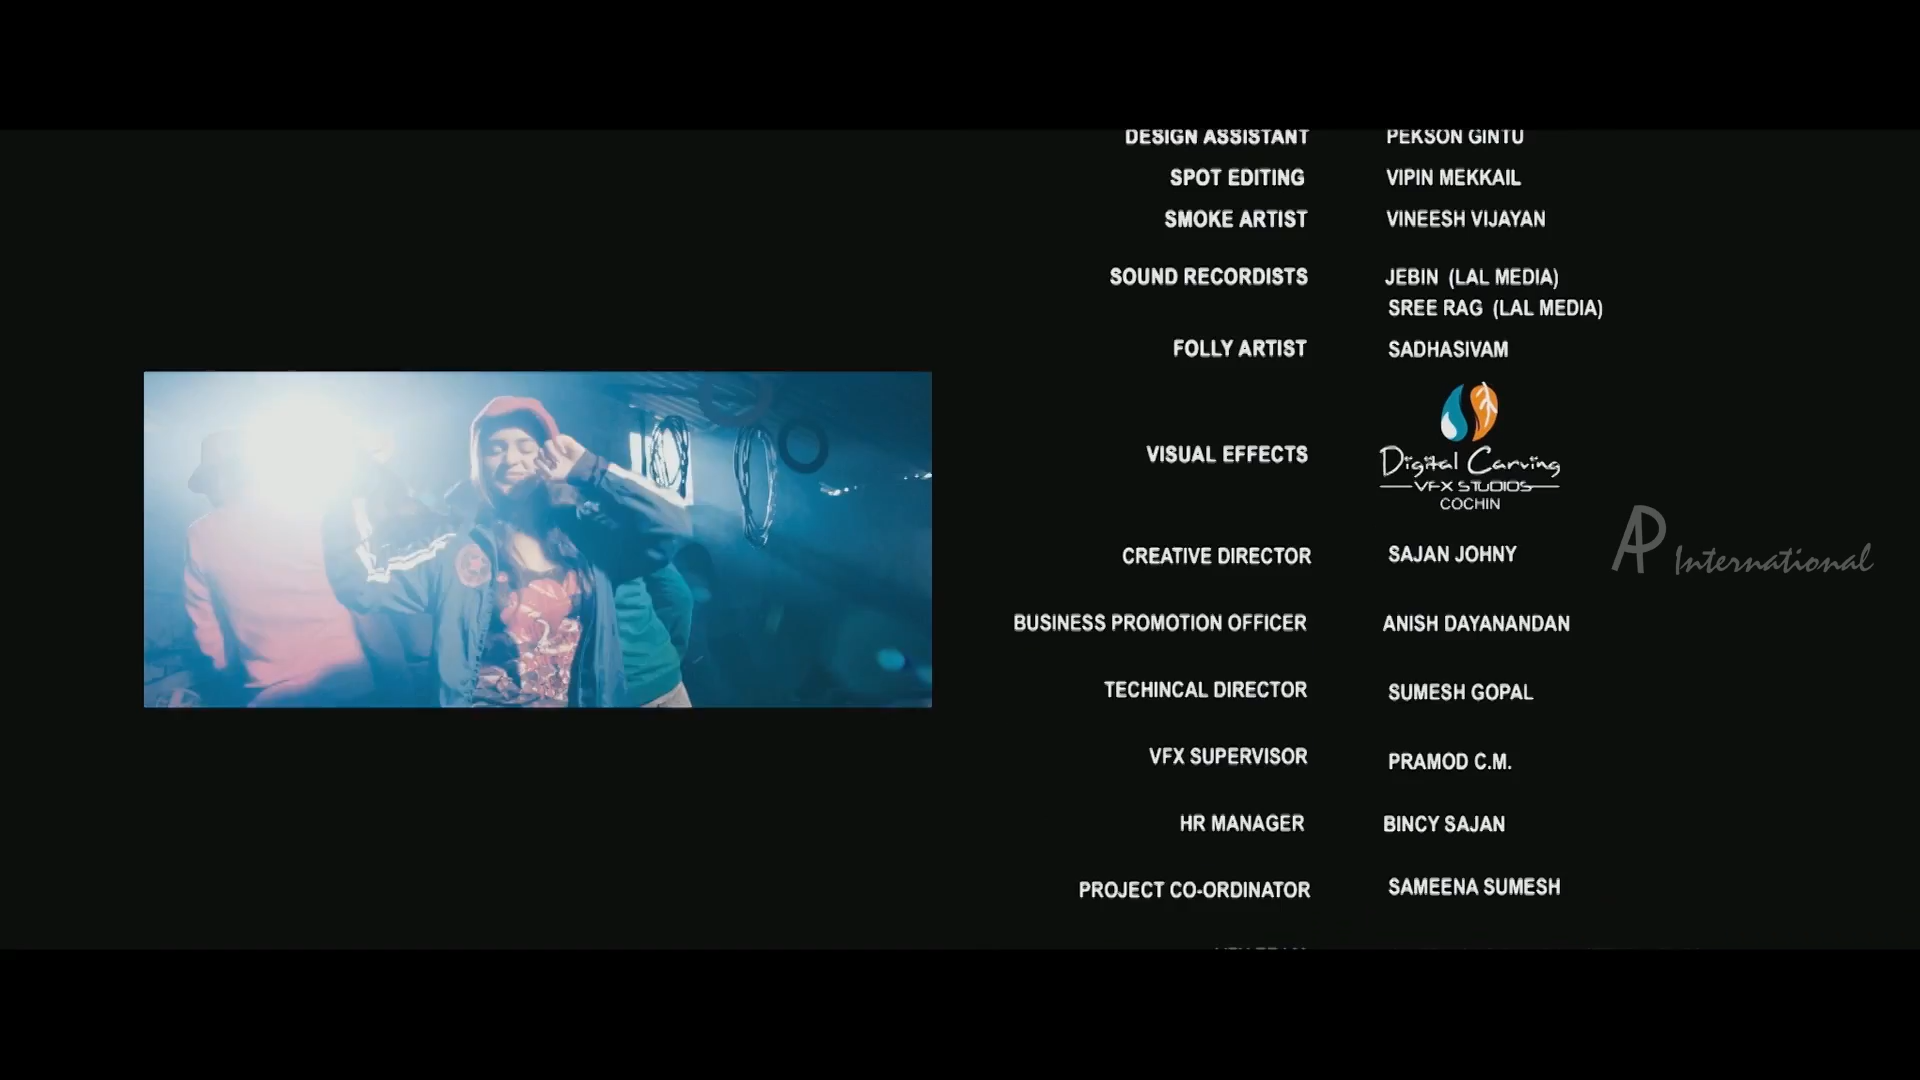 DESIGN ASSISTANT PEKSON GINTU
SPOT EDITING VIPIN MEKKAIL
SMOKE ARTIST VINEESH VIJAYAN
SOUND RECORDISTS JEBIN (LAL MEDIA)
SREE RAG (LAL MEDIA)
FOLLY ARTIST SADHASIVAM
VISUAL EFFECTS
Digital Carving
VFX STUDIOS
COCHIN
AP International
CREATIVE DIRECTOR SAJAN JOHNY
BUSINESS PROMOTION OFFICER ANISH DAYANANDAN
TECHINCAL DIRECTOR SUMESH GOPAL
VFX SUPERVISOR PRAMOD C.M.
HR MANAGER BINCY SAJAN
PROJECT CO-ORDINATOR SAMEENA SUMESH